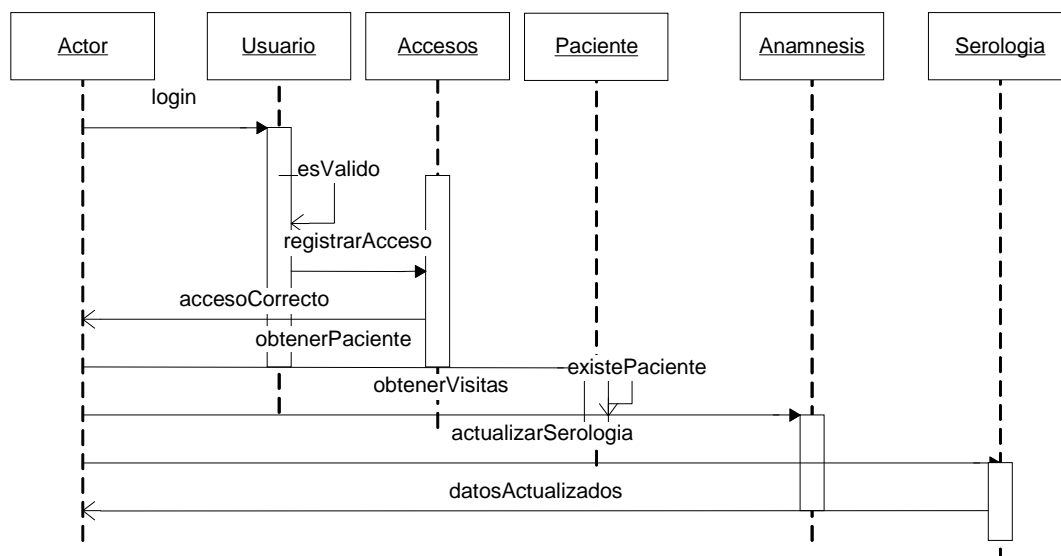 Actor
Usuario
Accesos
Paciente
Anamnesis
Serologia
login
esValido
registrarAcceso
accesoCorrecto
obtenerPaciente
existePaciente
obtenerVisitas
actualizarSerologia
datosActualizados